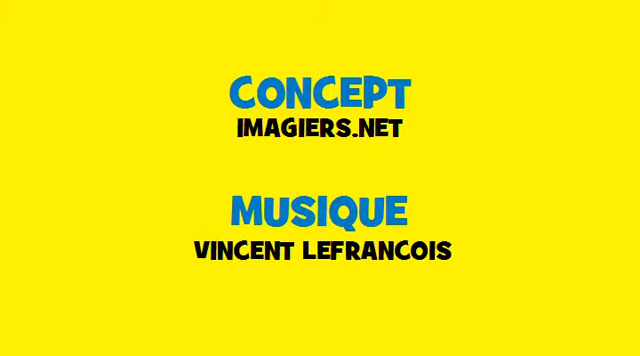 CONCEPT
IMAGIERS.NET
MUSIQUE
VINCENT LEFRANCOIS